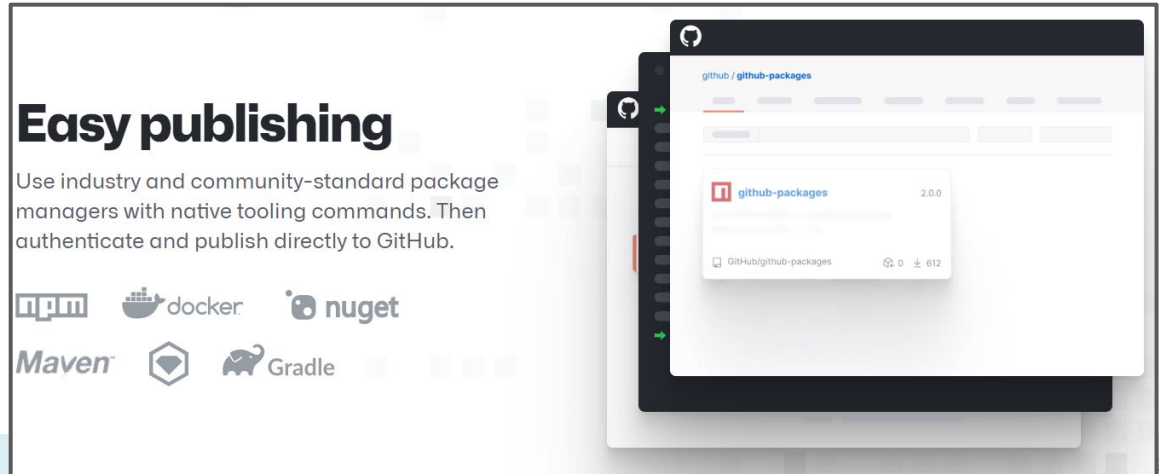 Easy publishing
Use industry and community-standard package
managers with native tooling commands. Then
authenticate and publish directly to GitHub.
npm docker nuget
Maven™ Gradle
github / github-packages
github-packages 2.0.0
GitHub/github-packages 0 612